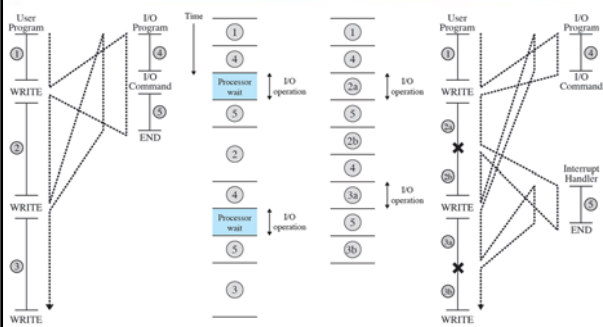 User
Program
①
WRITE
②
WRITE
③
WRITE
I/O
Program
④
I/O
Command
⑤
END
Time
①
④
Processor
wait
I/O
operation
⑤
②
④
Processor
wait
I/O
operation
⑤
③
①
④
2a
I/O
operation
⑤
2b
④
3a
I/O
operation
⑤
3b
User
Program
①
WRITE
2a
2b
WRITE
3a
3b
WRITE
I/O
Program
④
I/O
Command
Interrupt
Handler
⑤
END